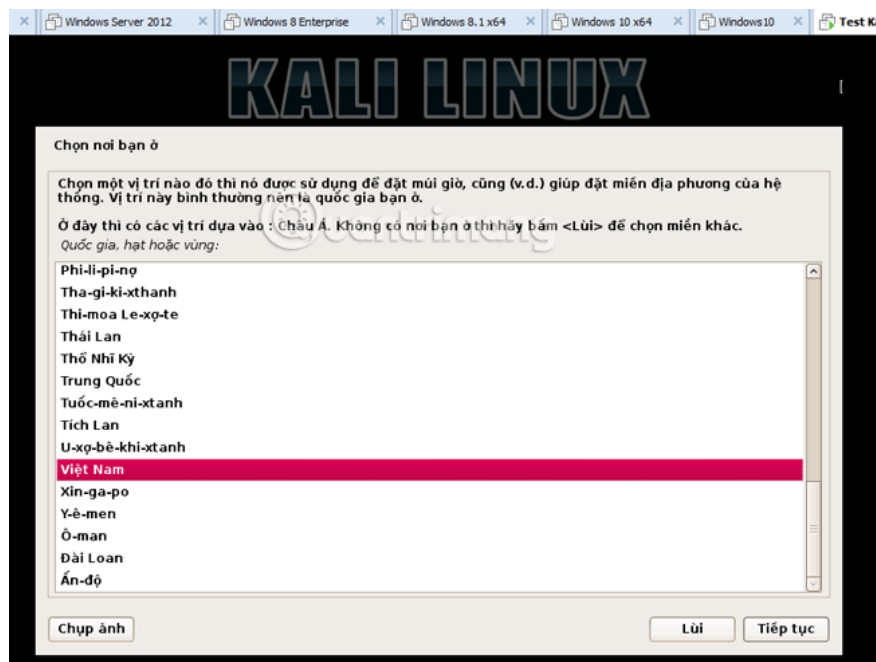 Windows Server 2012
Windows 8 Enterprise
Windows 8.1 x64
Windows 10 x64
Windows10
Test Ka
KALI LINUX
Chọn nơi bạn ở
Chọn một vị trí nào đó thì nó được sử dụng để đặt múi giờ, cũng (v.d.) giúp đặt miền địa phương của hệ
thống. Vị trí này bình thường nên là quốc gia bạn ở.
Ở đây thì có các vị trí dựa vào : Châu Á. Không có nơi bạn ở thì hãy bấm <Lùi> để chọn miền khác.
quantrimang
Quốc gia, hạt hoặc vùng:
Phi-li-pi-nợ
Tha-gi-ki-xthanh
Thi-moa Le-xợ-te
Thái Lan
Thổ Nhĩ Kỳ
Trung Quốc
Tuốc-mê-ni-xtanh
Tích Lan
U-xợ-bê-khi-xtanh
Việt Nam
Xin-ga-po
Y-ê-men
Ô-man
Đài Loan
Ấn-độ
Chụp ảnh
Lùi
Tiếp tục